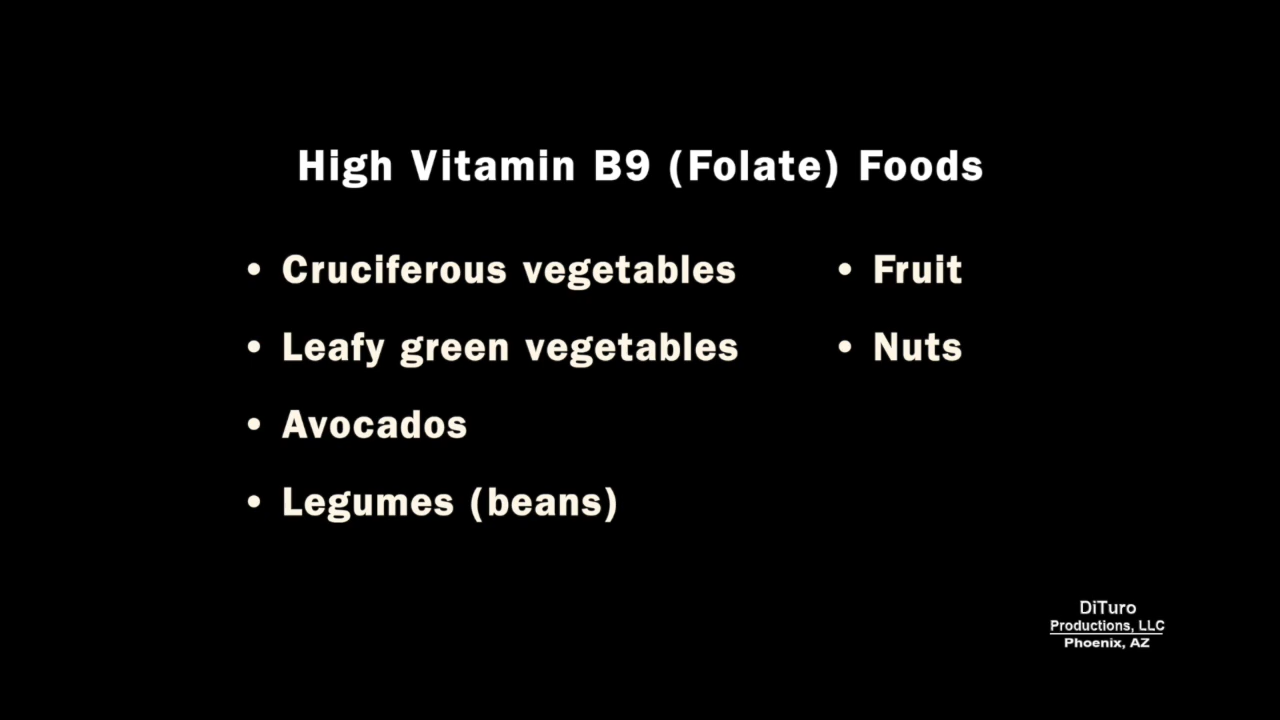 High Vitamin B9 (Folate) Foods
• Cruciferous vegetables
• Leafy green vegetables
• Avocados
• Legumes (beans)
• Fruit
• Nuts
DiTuro
Productions, LLC
Phoenix, AZ